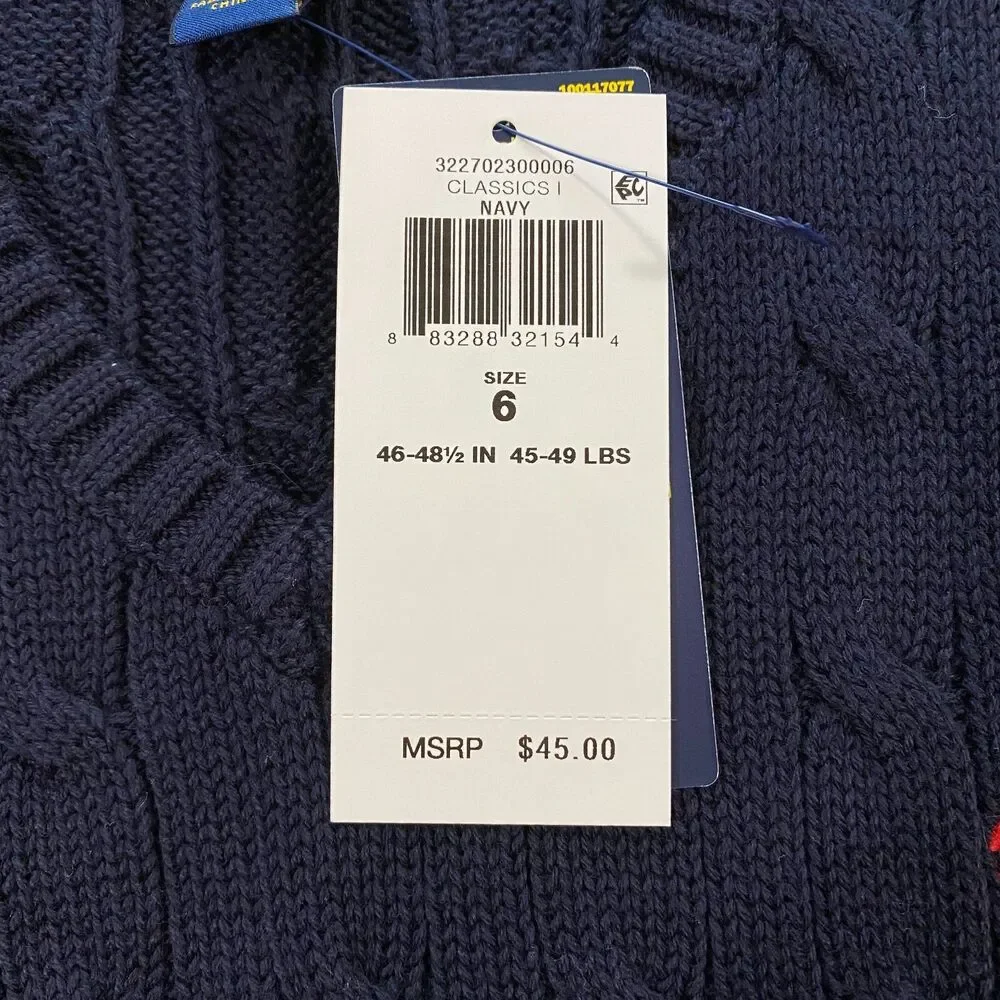 100117077
322702300006
CLASSICS I
EPC
NAVY
8 83288 32154 4
SIZE
6
46-48½ IN 45-49 LBS
MSRP $45.00